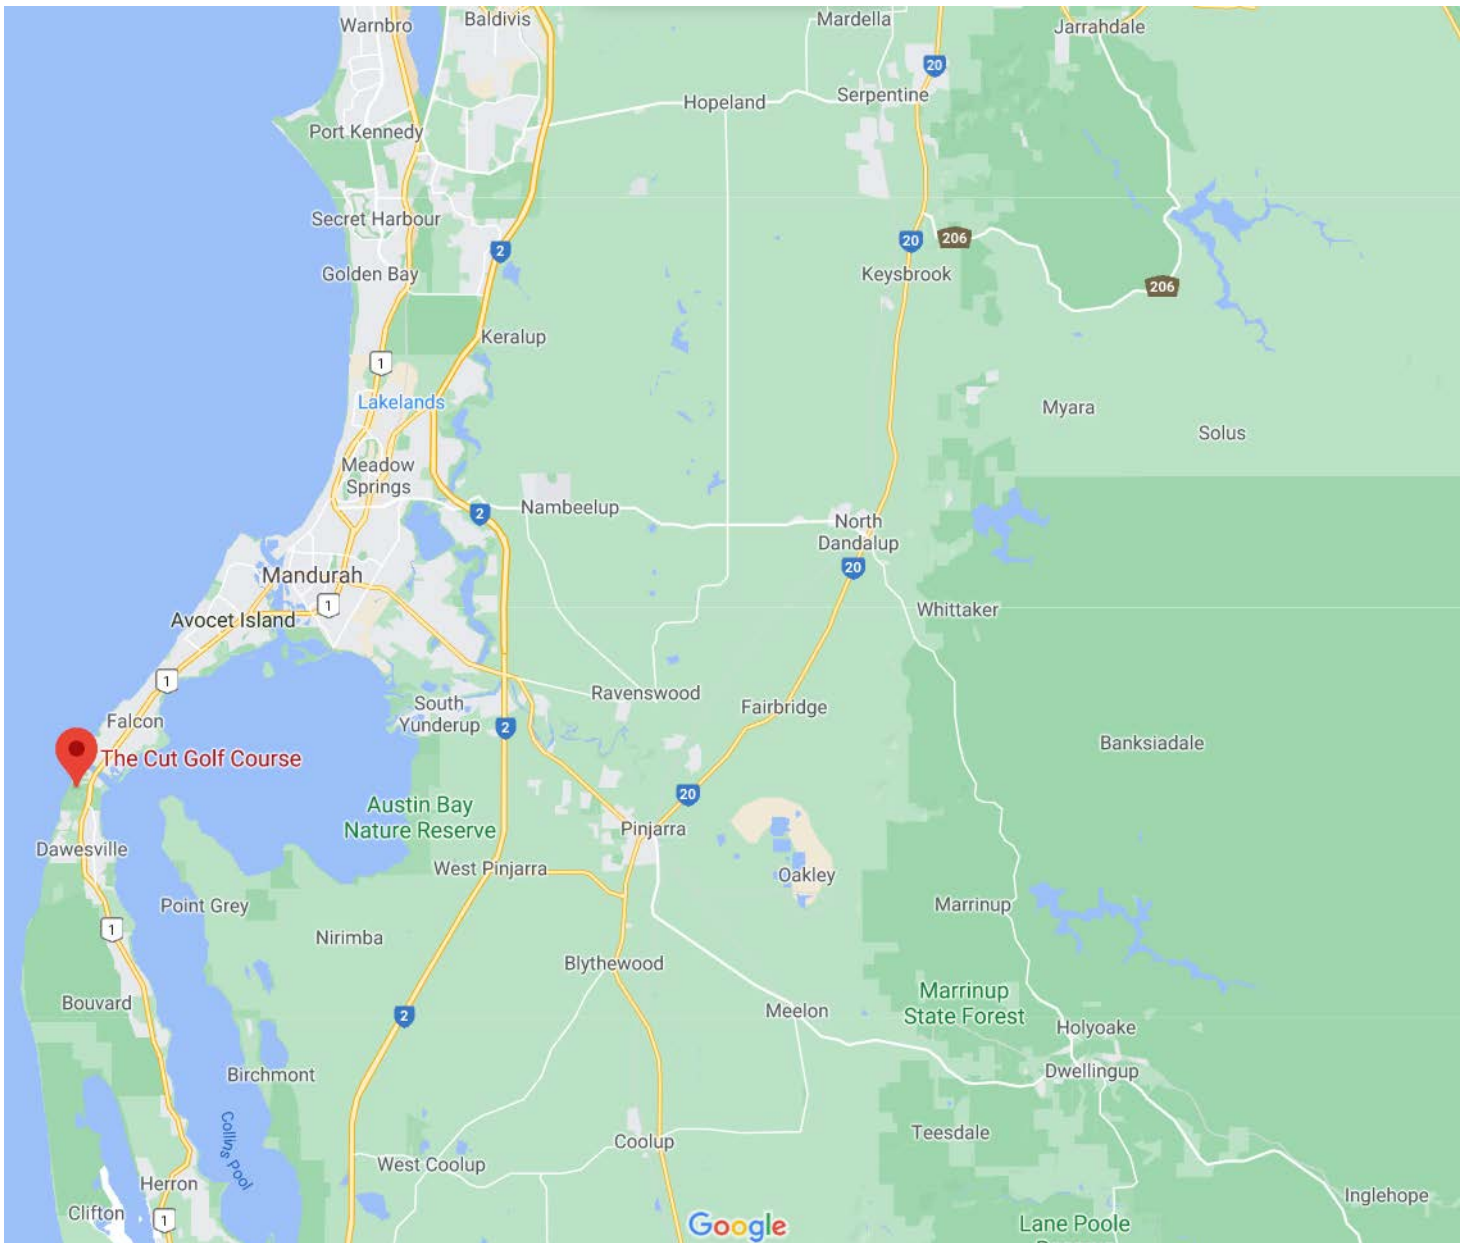 Warnbro
Baldivis
Mardella
Jarrahdale
20
Serpentine
Hopeland
Port Kennedy
Secret Harbour
20
206
2
Golden Bay
Keysbrook
206
Keralup
1
Lakelands
Myara
Solus
Meadow
Springs
2
Nambeelup
North
Dandalup
20
Mandurah
1
Whittaker
Avocet Island
1
Ravenswood
South
Yunderup
Fairbridge
Falcon
2
Banksiadale
The Cut Golf Course
20
Austin Bay
Nature Reserve
Pinjarra
Dawesville
West Pinjarra
Oakley
Point Grey
Marrinup
1
Nirimba
Blythewood
Bouvard
Marrinup
State Forest
2
Meelon
Holyoake
Birchmont
Dwellingup
Collins Pool
Teesdale
Coolup
West Coolup
Herron
Inglehope
Clifton
1
Google
Lane Poole